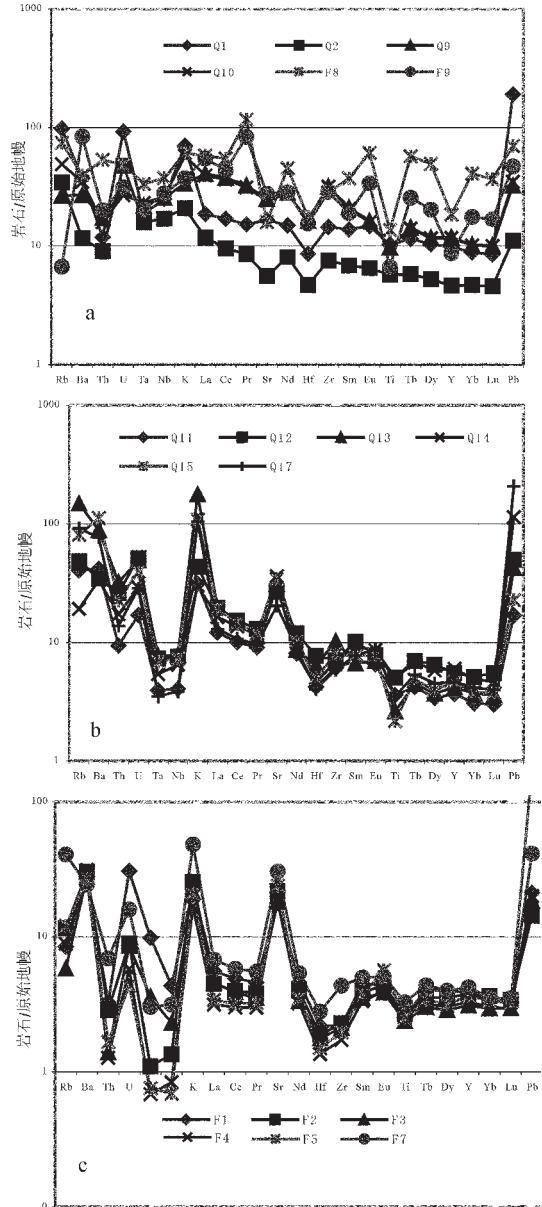 1000
Q1 Q2 Q9
Q10 F8 F9
100
岩石/原始地幔
10
a
1
Rb Ba Th U Ta Nb K La Ce Pr Sr Nd Hf Zr Sm Eu Ti Tb Dy Y Yb Lu Pb
1000
Q11 Q12 Q13 Q14
Q15 Q17
100
岩石/原始地幔
10
b
1
Rb Ba Th U Ta Nb K La Ce Pr Sr Nd Hf Zr Sm Eu Ti Tb Dy Y Yb Lu Pb
100
10
岩石/原始地幔
1
Rb Ba Th U K La Ce Pr Sr Nd Hf Zr Sm Eu Ti Tb Dy Y Yb Lu Pb
F1 F2 F3
F4 F5 F7
c
0